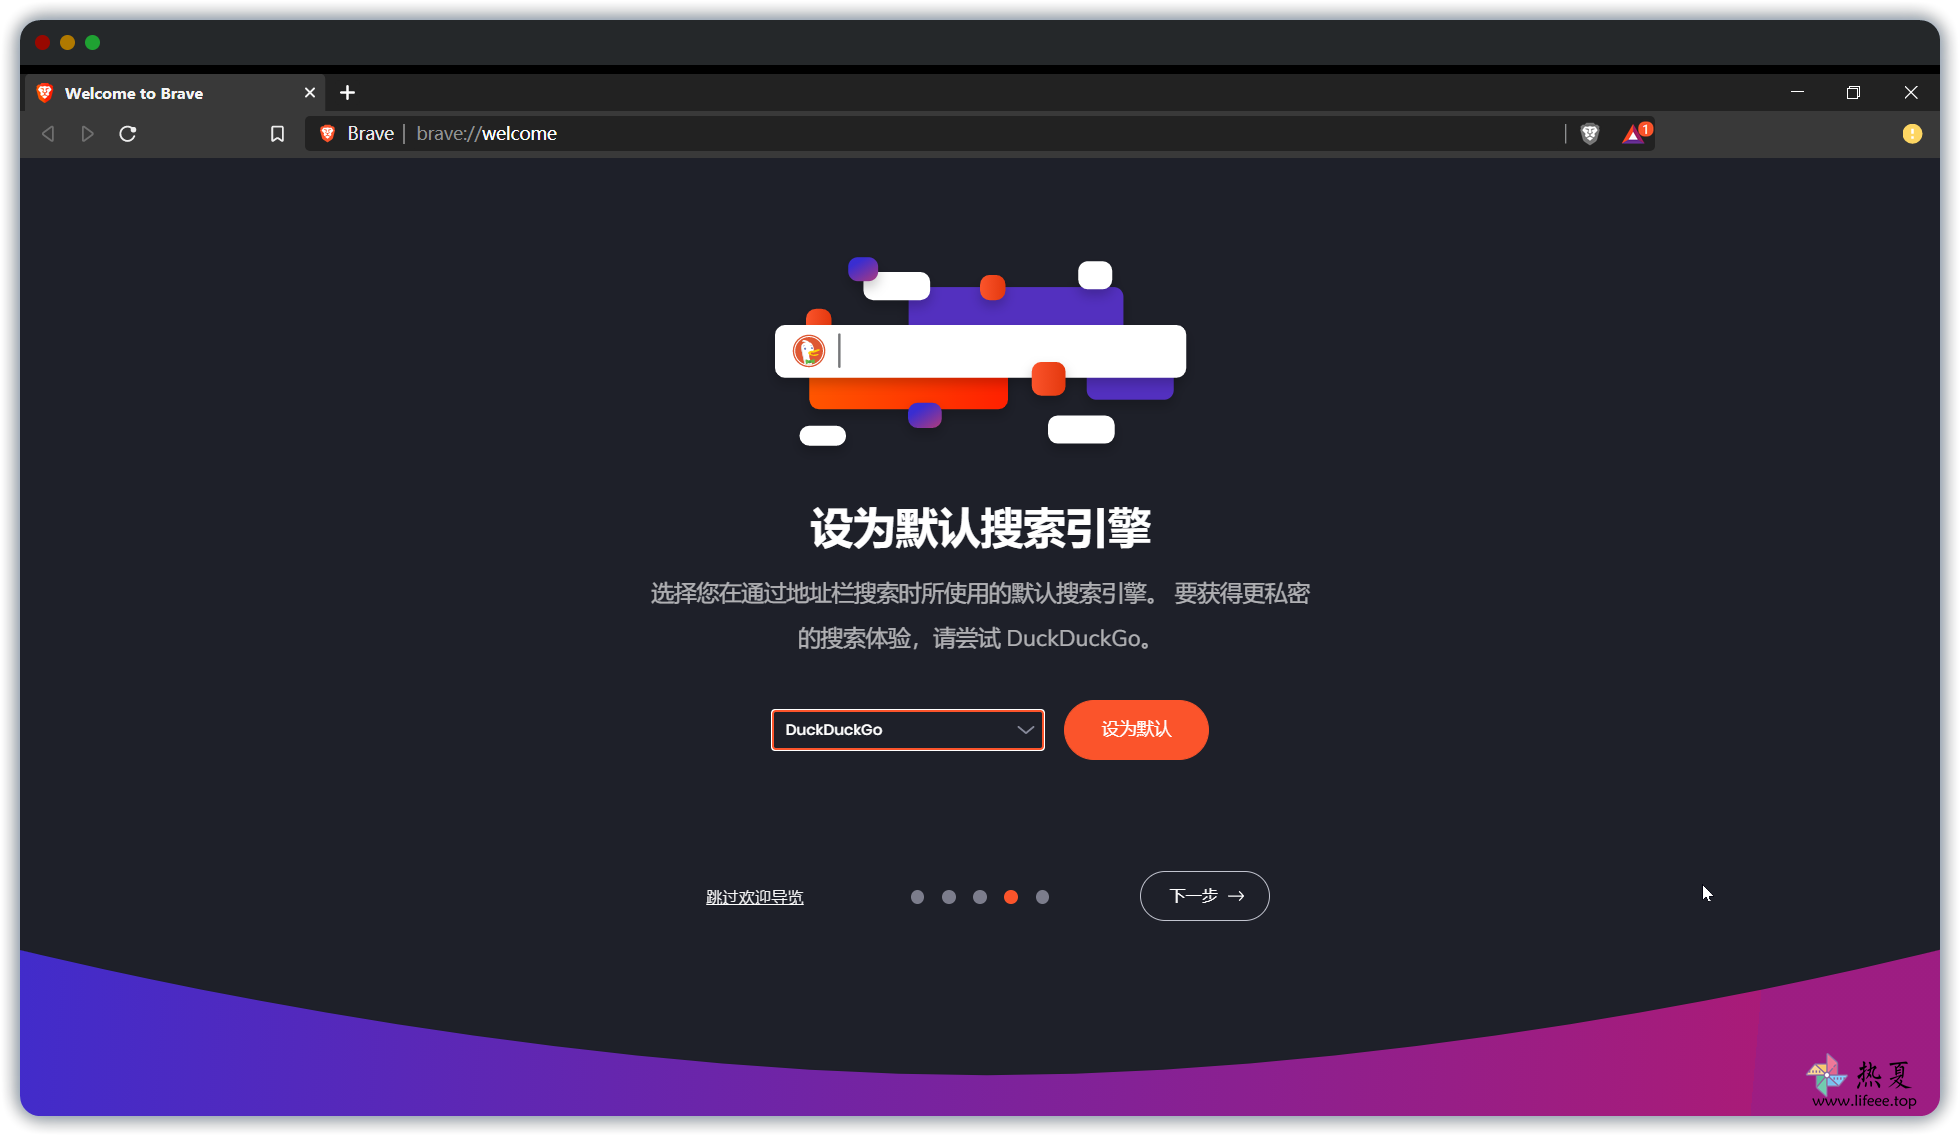 Welcome to Brave
Brave | brave://welcome
1
设为默认搜索引擎
选择您在通过地址栏搜索时所使用的默认搜索引擎。 要获得更私密
的搜索体验，请尝试 DuckDuckGo。
DuckDuckGo
设为默认
跳过欢迎导览
下一步 →
热夏
www.lifeee.top